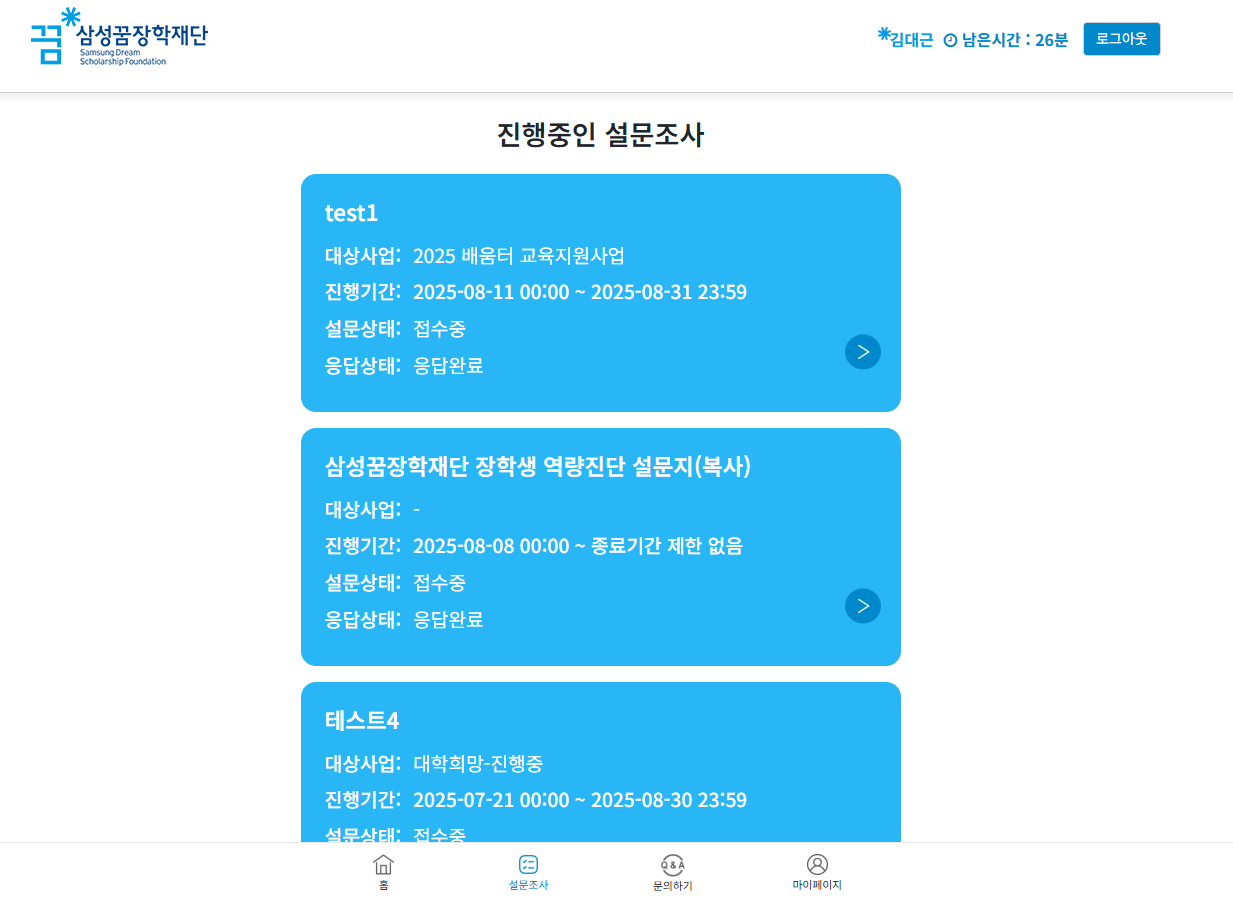 꿈*삼성꿈장학재단
Samsung Dream
Scholarship Foundation
*김대근 남은시간 : 26분 로그아웃
진행중인 설문조사
test1
대상사업: 2025 배움터 교육지원사업
진행기간: 2025-08-11 00:00 ~ 2025-08-31 23:59
설문상태: 접수중
응답상태: 응답완료
삼성꿈장학재단 장학생 역량진단 설문지(복사)
대상사업: -
진행기간: 2025-08-08 00:00 ~ 종료기간 제한 없음
설문상태: 접수중
응답상태: 응답완료
테스트4
대상사업: 대학희망-진행중
진행기간: 2025-07-21 00:00 ~ 2025-08-30 23:59
설문상태: 접수중
Q&A
홈 설문조사 문의하기 마이페이지